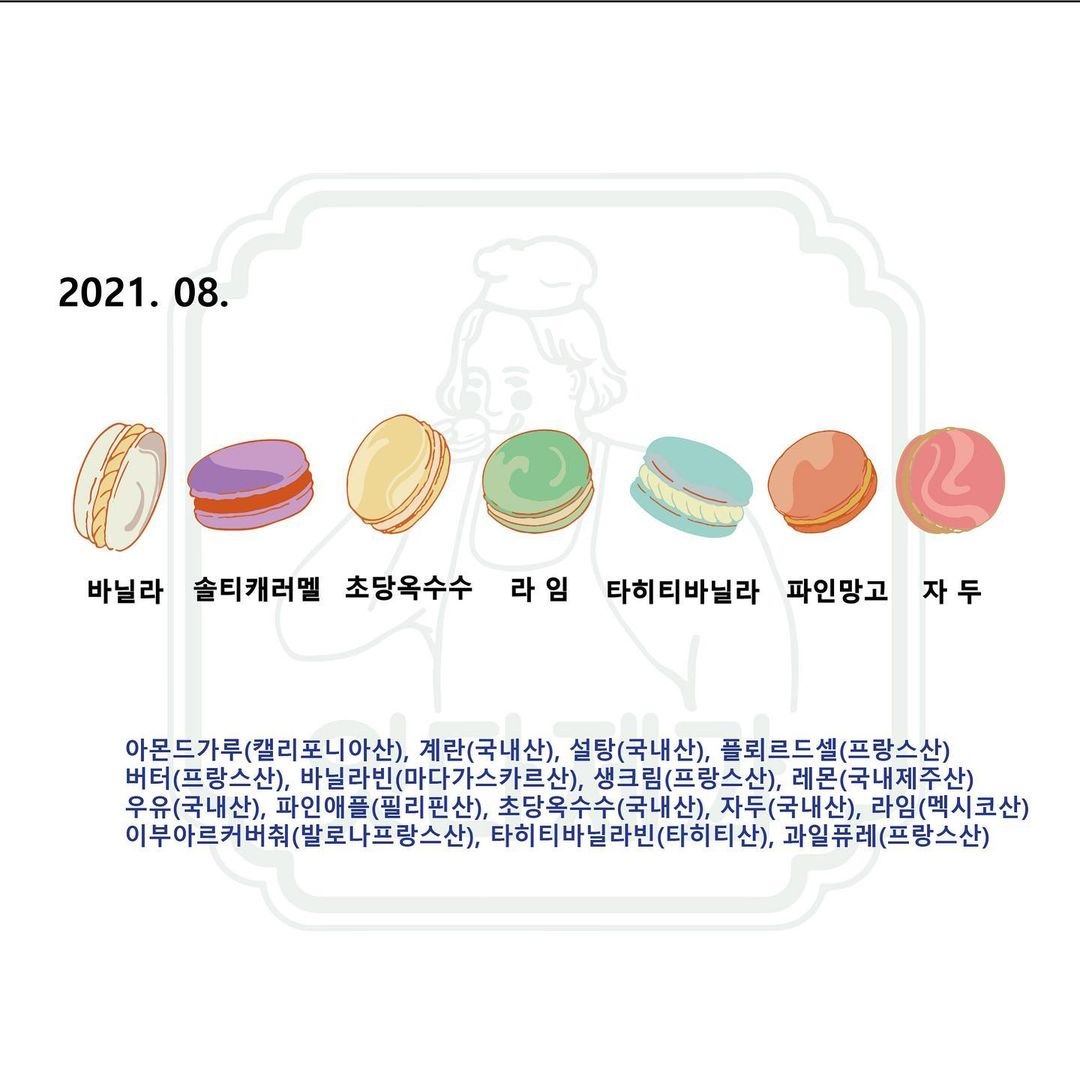 2021. 08.
바닐라 솔티캐러멜 초당옥수수 라 임 타히티바닐라 파인망고 자 두
아몬드가루(캘리포니아산), 계란(국내산), 설탕(국내산), 플뢰르드셀(프랑스산)
버터(프랑스산), 바닐라빈(마다가스카르산), 생크림(프랑스산), 레몬(국내제주산)
우유(국내산), 파인애플(필리핀산), 초당옥수수(국내산), 자두(국내산), 라임(멕시코산)
이부아르커버춰(발로나프랑스산), 타히티바닐라빈(타히티산), 과일퓨레(프랑스산)